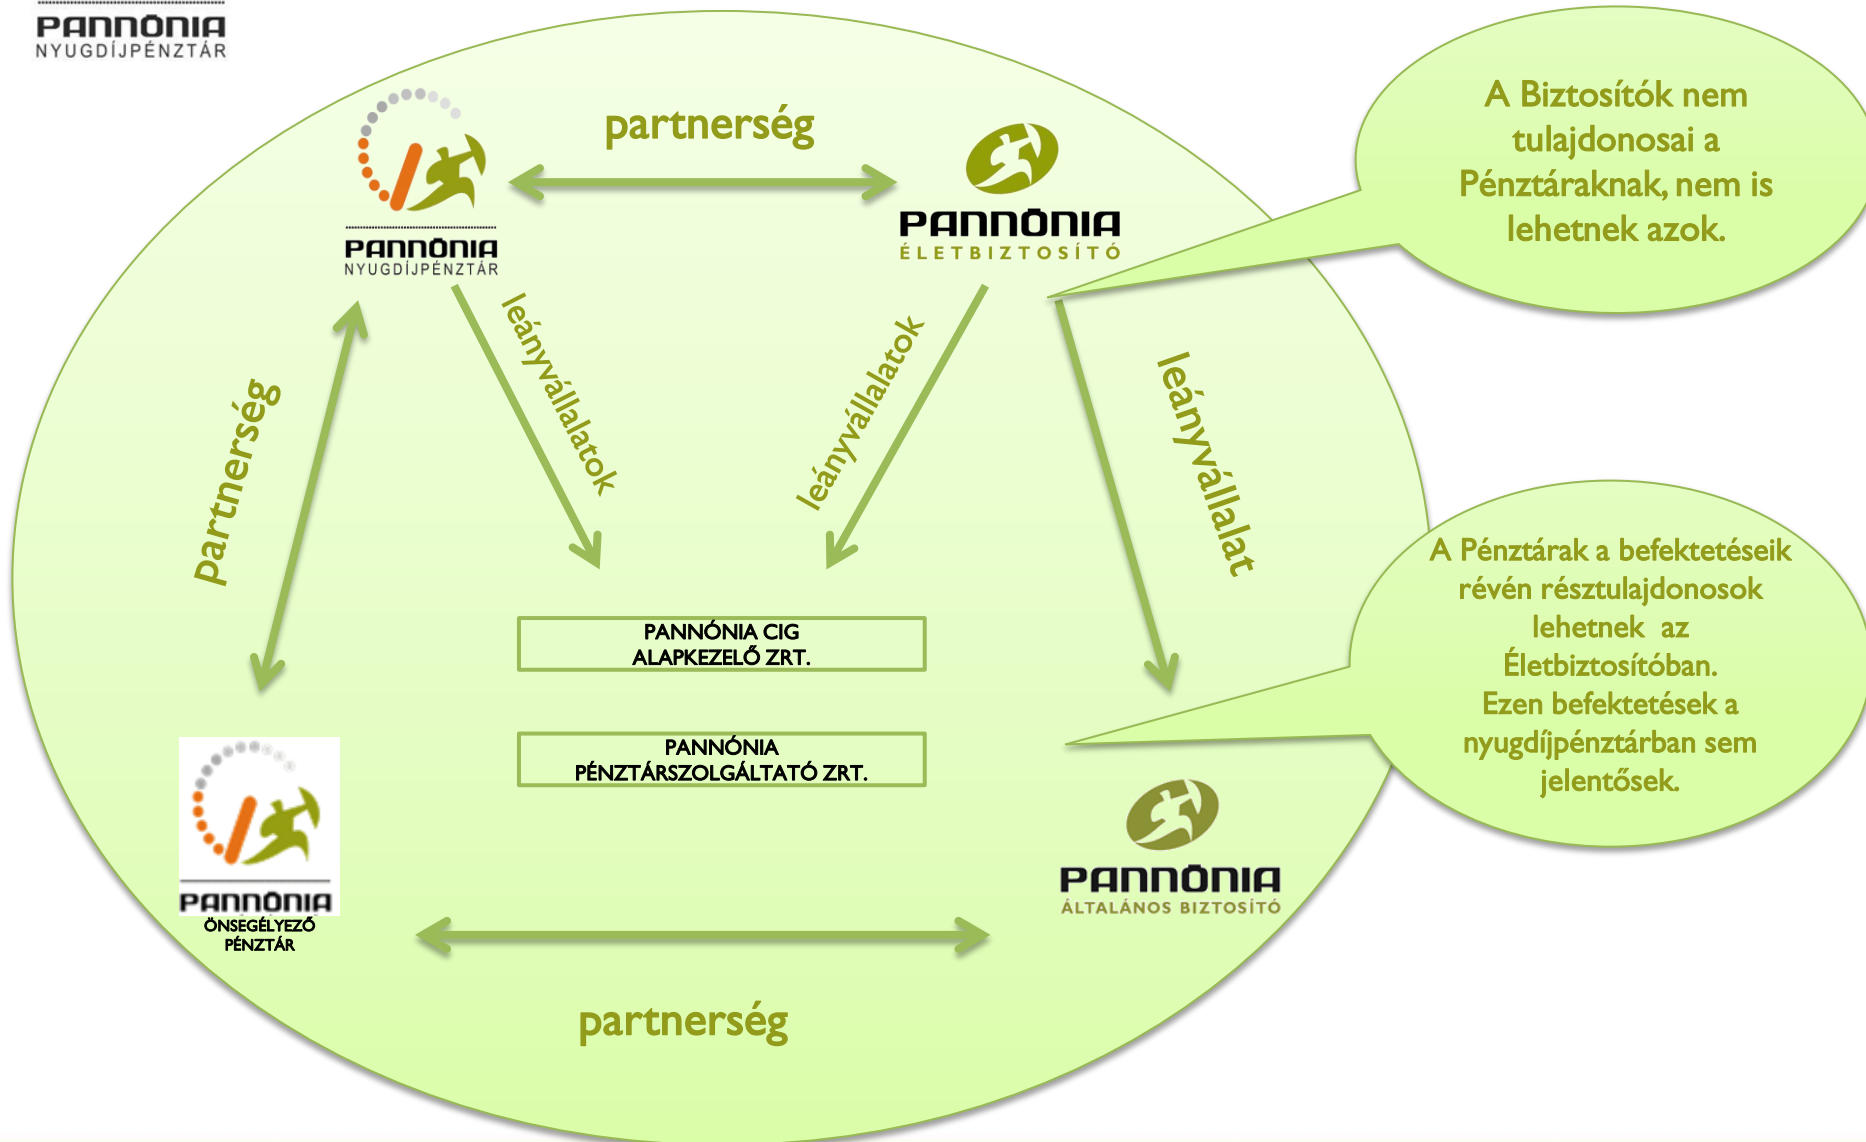 PANNÓNIA
NYUGDÍJPÉNZTÁR
partnerség
PANNÓNIA
NYUGDÍJPÉNZTÁR
PANNÓNIA
ÉLETBIZTOSÍTÓ
A Biztosítók nem
tulajdonosai a
Pénztáraknak, nem is
lehetnek azok.
partnerség
leányvállalatok
leányvállalatok
leányvállalat
PANNÓNIA CIG
ALAPKEZELŐ ZRT.
PANNÓNIA
PÉNZTÁRSZOLGÁLTATÓ ZRT.
A Pénztárak a befektetéseik
révén résztulajdonosok
lehetnek az
Életbiztosítóban.
Ezen befektetések a
nyugdíjpénztárban sem
jelentősek.
PANNÓNIA
ÖNSEGÉLYEZŐ
PÉNZTÁR
PANNÓNIA
ÁLTALÁNOS BIZTOSÍTÓ
partnerség